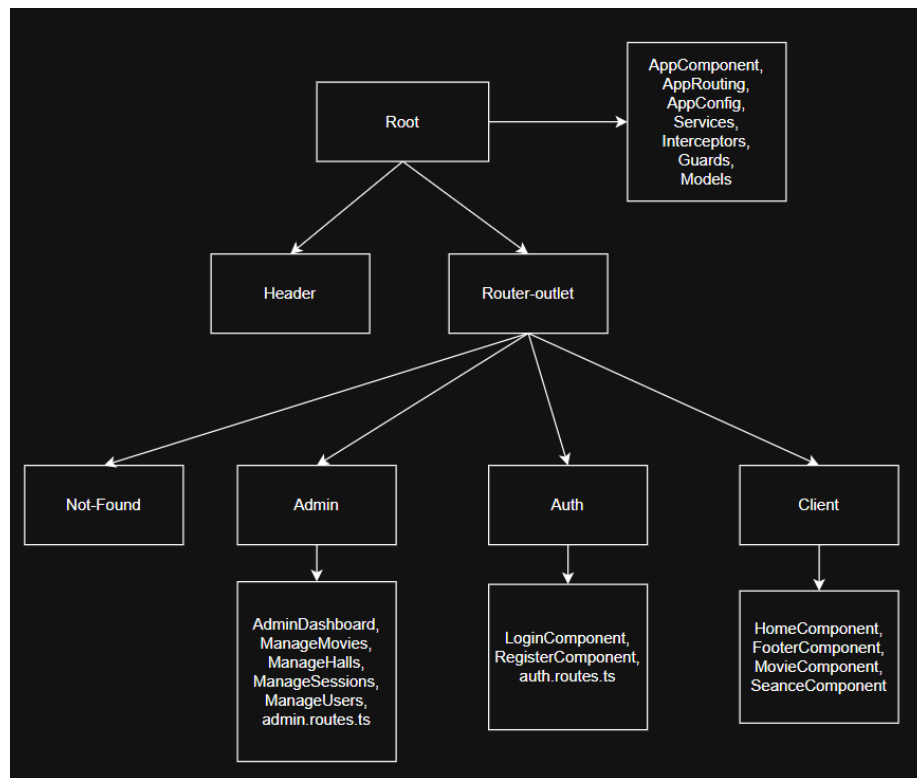 Root
AppComponent,
AppRouting,
AppConfig,
Services,
Interceptors,
Guards,
Models
Header
Router-outlet
Not-Found
Admin
Auth
Client
AdminDashboard,
ManageMovies,
ManageHalls,
ManageSessions,
ManageUsers,
admin.routes.ts
LoginComponent,
RegisterComponent,
auth.routes.ts
HomeComponent,
FooterComponent,
MovieComponent,
SeanceComponent